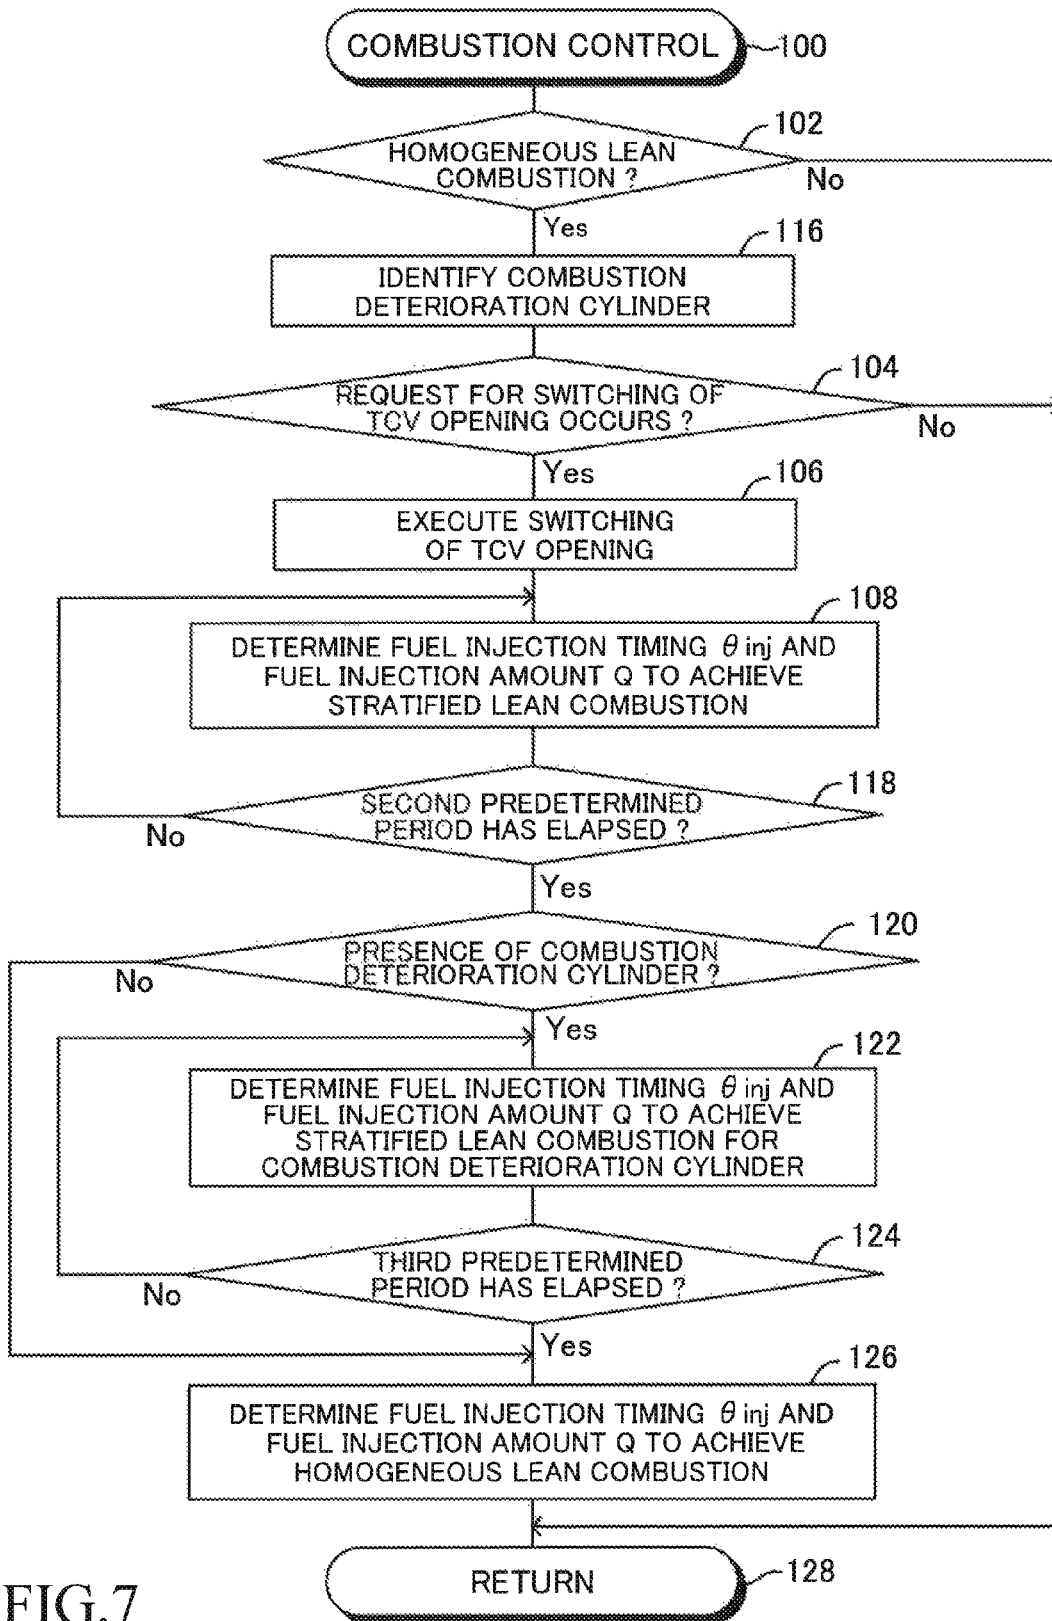 COMBUSTION CONTROL
100
102
HOMOGENEOUS LEAN
COMBUSTION ?
No
Yes
116
IDENTIFY COMBUSTION
DETERIORATION CYLINDER
104
REQUEST FOR SWITCHING OF
TCV OPENING OCCURS ?
No
Yes
106
EXECUTE SWITCHING
OF TCV OPENING
108
DETERMINE FUEL INJECTION TIMING θ inj AND
FUEL INJECTION AMOUNT Q TO ACHIEVE
STRATIFIED LEAN COMBUSTION
118
SECOND PREDETERMINED
PERIOD HAS ELAPSED ?
No
Yes
120
PRESENCE OF COMBUSTION
DETERIORATION CYLINDER ?
No
Yes
122
DETERMINE FUEL INJECTION TIMING θ inj AND
FUEL INJECTION AMOUNT Q TO ACHIEVE
STRATIFIED LEAN COMBUSTION FOR
COMBUSTION DETERIORATION CYLINDER
124
THIRD PREDETERMINED
PERIOD HAS ELAPSED ?
No
Yes
126
DETERMINE FUEL INJECTION TIMING θ inj AND
FUEL INJECTION AMOUNT Q TO ACHIEVE
HOMOGENEOUS LEAN COMBUSTION
RETURN
128
FIG.7